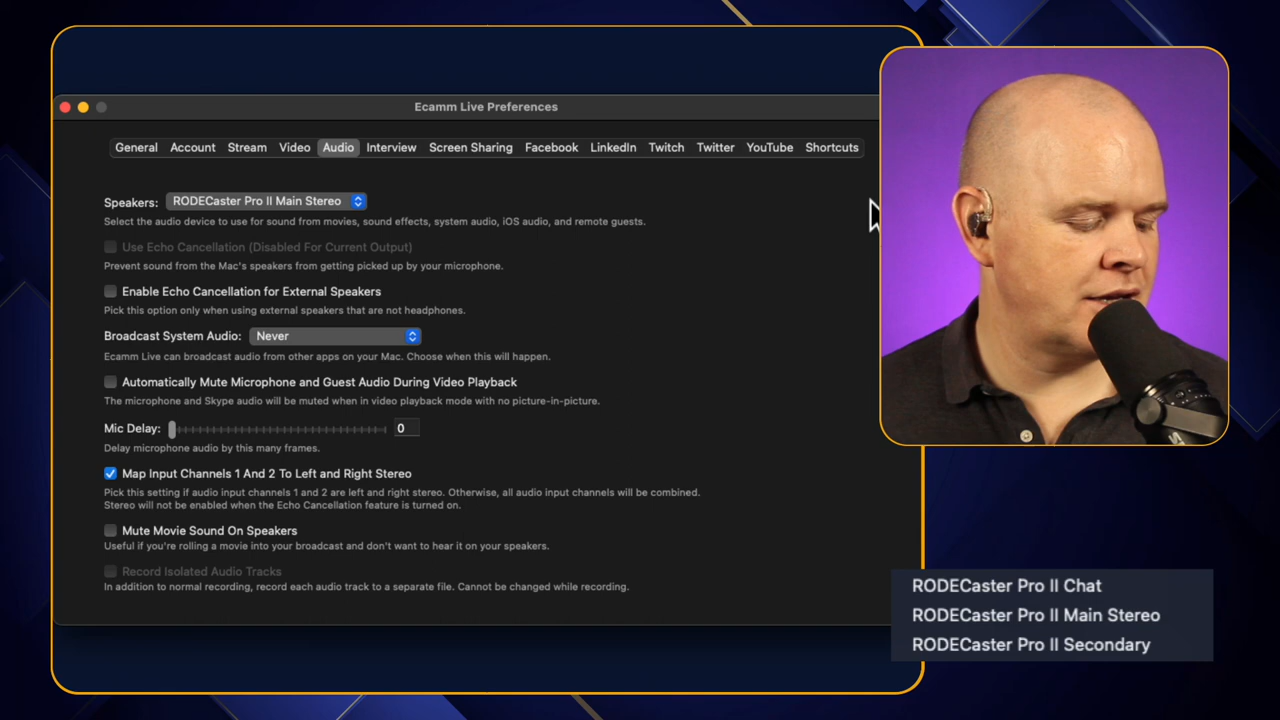 Ecamm Live Preferences
General Account Stream Video Audio Interview Screen Sharing Facebook LinkedIn Twitch Twitter YouTube Shortcuts
Speakers: RODECaster Pro II Main Stereo
Select the audio device to use for sound from movies, sound effects, system audio, iOS audio, and remote guests.
Use Echo Cancellation (Disabled For Current Output)
Prevent sound from the Mac's speakers from getting picked up by your microphone.
Enable Echo Cancellation for External Speakers
Pick this option only when using external speakers that are not headphones.
Broadcast System Audio: Never
Ecamm Live can broadcast audio from other apps on your Mac. Choose when this will happen.
Automatically Mute Microphone and Guest Audio During Video Playback
The microphone and Skype audio will be muted when in video playback mode with no picture-in-picture.
Mic Delay: 0
Delay microphone audio by this many frames.
Map Input Channels 1 And 2 To Left and Right Stereo
Pick this setting if audio input channels 1 and 2 are left and right stereo. Otherwise, all audio input channels will be combined.
Stereo will not be enabled when the Echo Cancellation feature is turned on.
Mute Movie Sound On Speakers
Useful if you're rolling a movie into your broadcast and don't want to hear it on your speakers.
Record Isolated Audio Tracks
In addition to normal recording, record each audio track to a separate file. Cannot be changed while recording.
RODECaster Pro II Chat
RODECaster Pro II Main Stereo
RODECaster Pro II Secondary